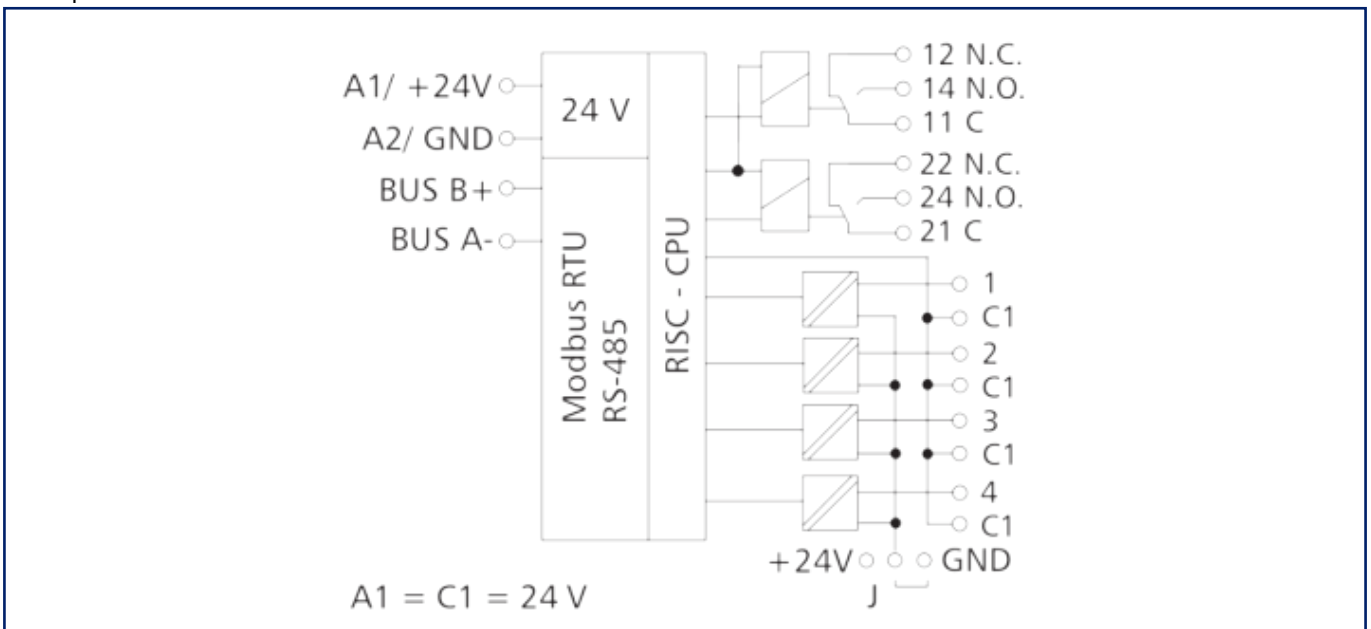 A1/ +24V
A2/ GND
BUS B+
BUS A-
24 V
Modbus RTU
RS-485
RISC - CPU
12 N.C.
14 N.O.
11 C
22 N.C.
24 N.O.
21 C
1
C1
2
C1
3
C1
4
C1
+24V
GND
J
A1 = C1 = 24 V